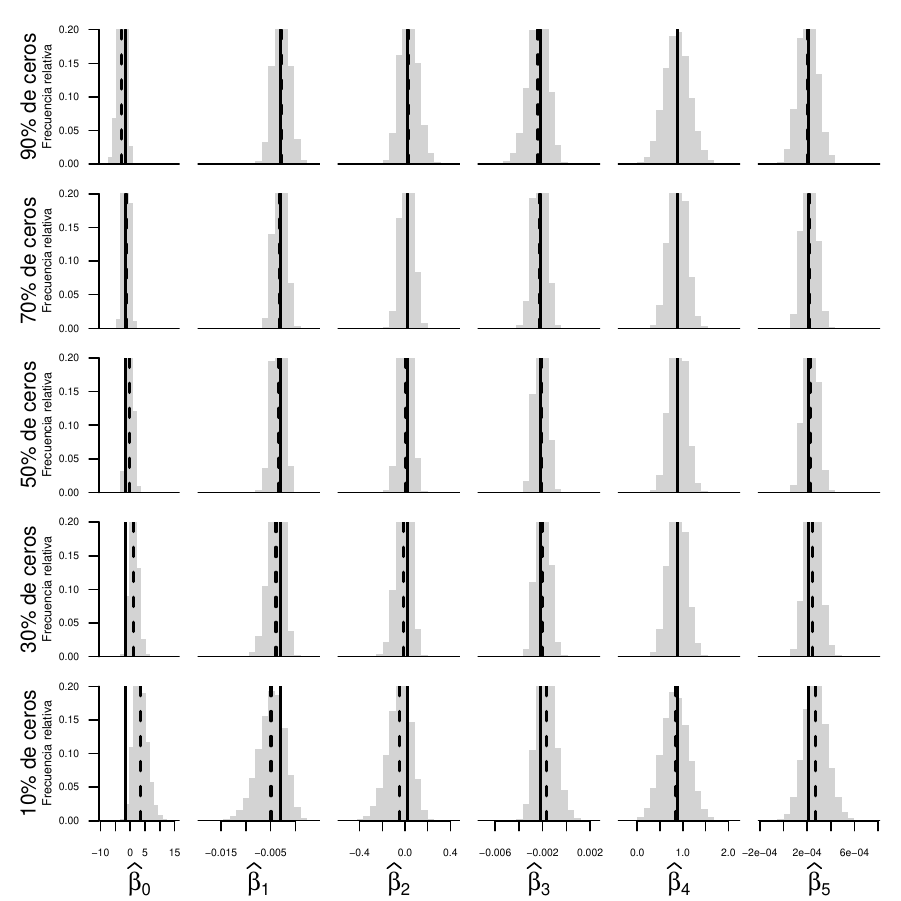 90% de ceros
Frecuencia relativa
0.20
0.15
0.10
0.05
0.00
70% de ceros
Frecuencia relativa
0.20
0.15
0.10
0.05
0.00
50% de ceros
Frecuencia relativa
0.20
0.15
0.10
0.05
0.00
30% de ceros
Frecuencia relativa
0.20
0.15
0.10
0.05
0.00
10% de ceros
Frecuencia relativa
0.20
0.15
0.10
0.05
0.00
−10 0 5 15 −0.015 −0.005 −0.4 0.0 0.4 −0.006 −0.002 0.002 0.0 1.0 2.0 −2e−04 2e−04 6e−04
β̂₀ β̂₁ β̂₂ β̂₃ β̂₄ β̂₅